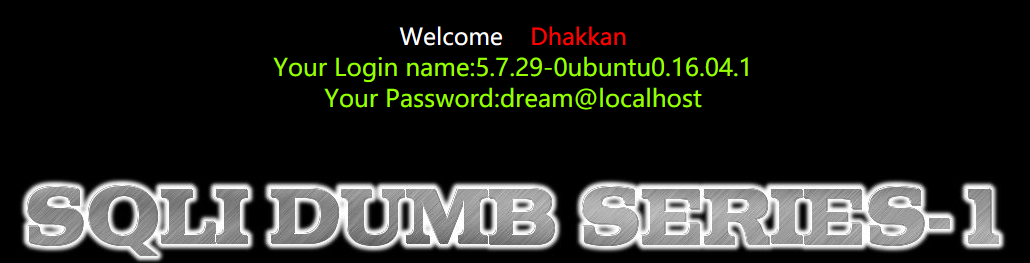 Welcome Dhakkan
Your Login name:5.7.29-0ubuntu0.16.04.1
Your Password:dream@localhost
SQLI DUMB SERIES-1